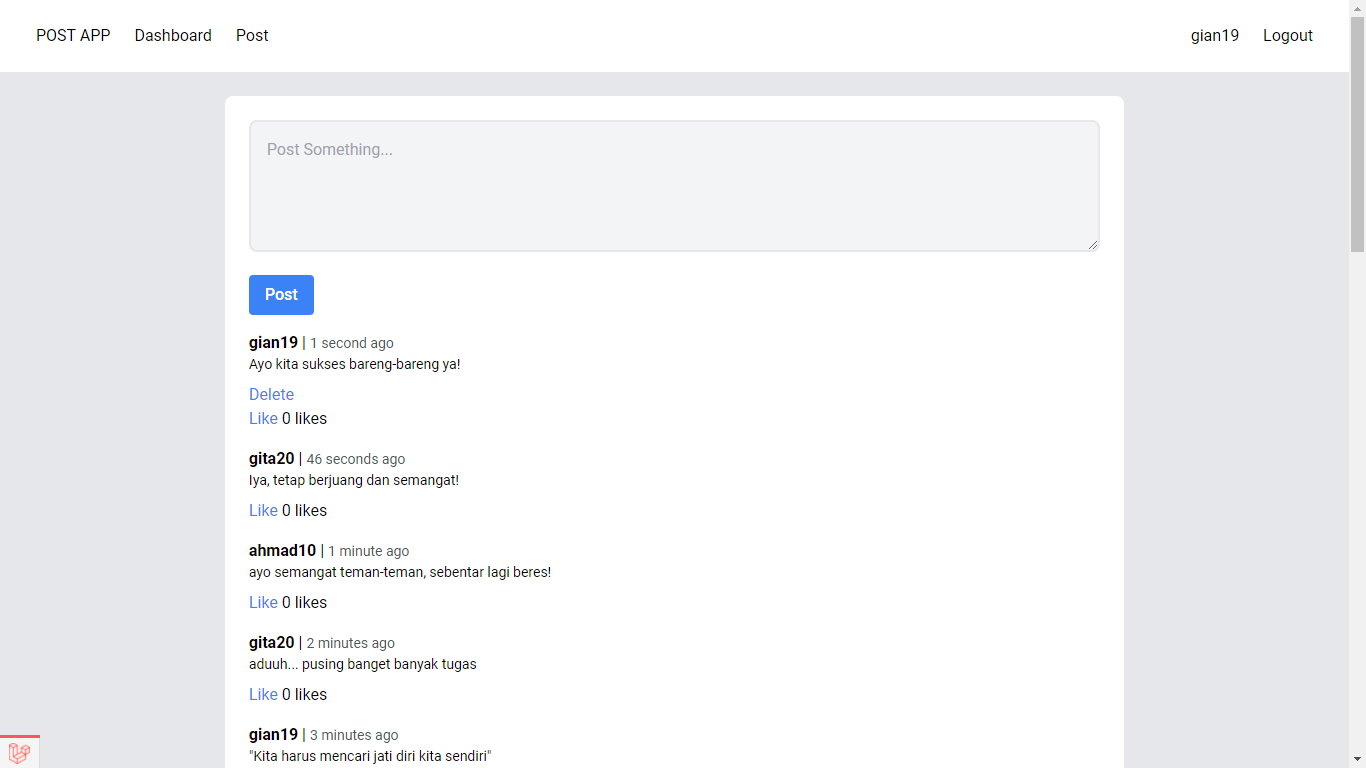 POST APP Dashboard Post gian19 Logout
Post Something...
Post
gian19 | 1 second ago
Ayo kita sukses bareng-bareng ya!
Delete
Like 0 likes
gita20 | 46 seconds ago
Iya, tetap berjuang dan semangat!
Like 0 likes
ahmad10 | 1 minute ago
ayo semangat teman-teman, sebentar lagi beres!
Like 0 likes
gita20 | 2 minutes ago
aduuh... pusing banget banyak tugas
Like 0 likes
gian19 | 3 minutes ago
"Kita harus mencari jati diri kita sendiri"